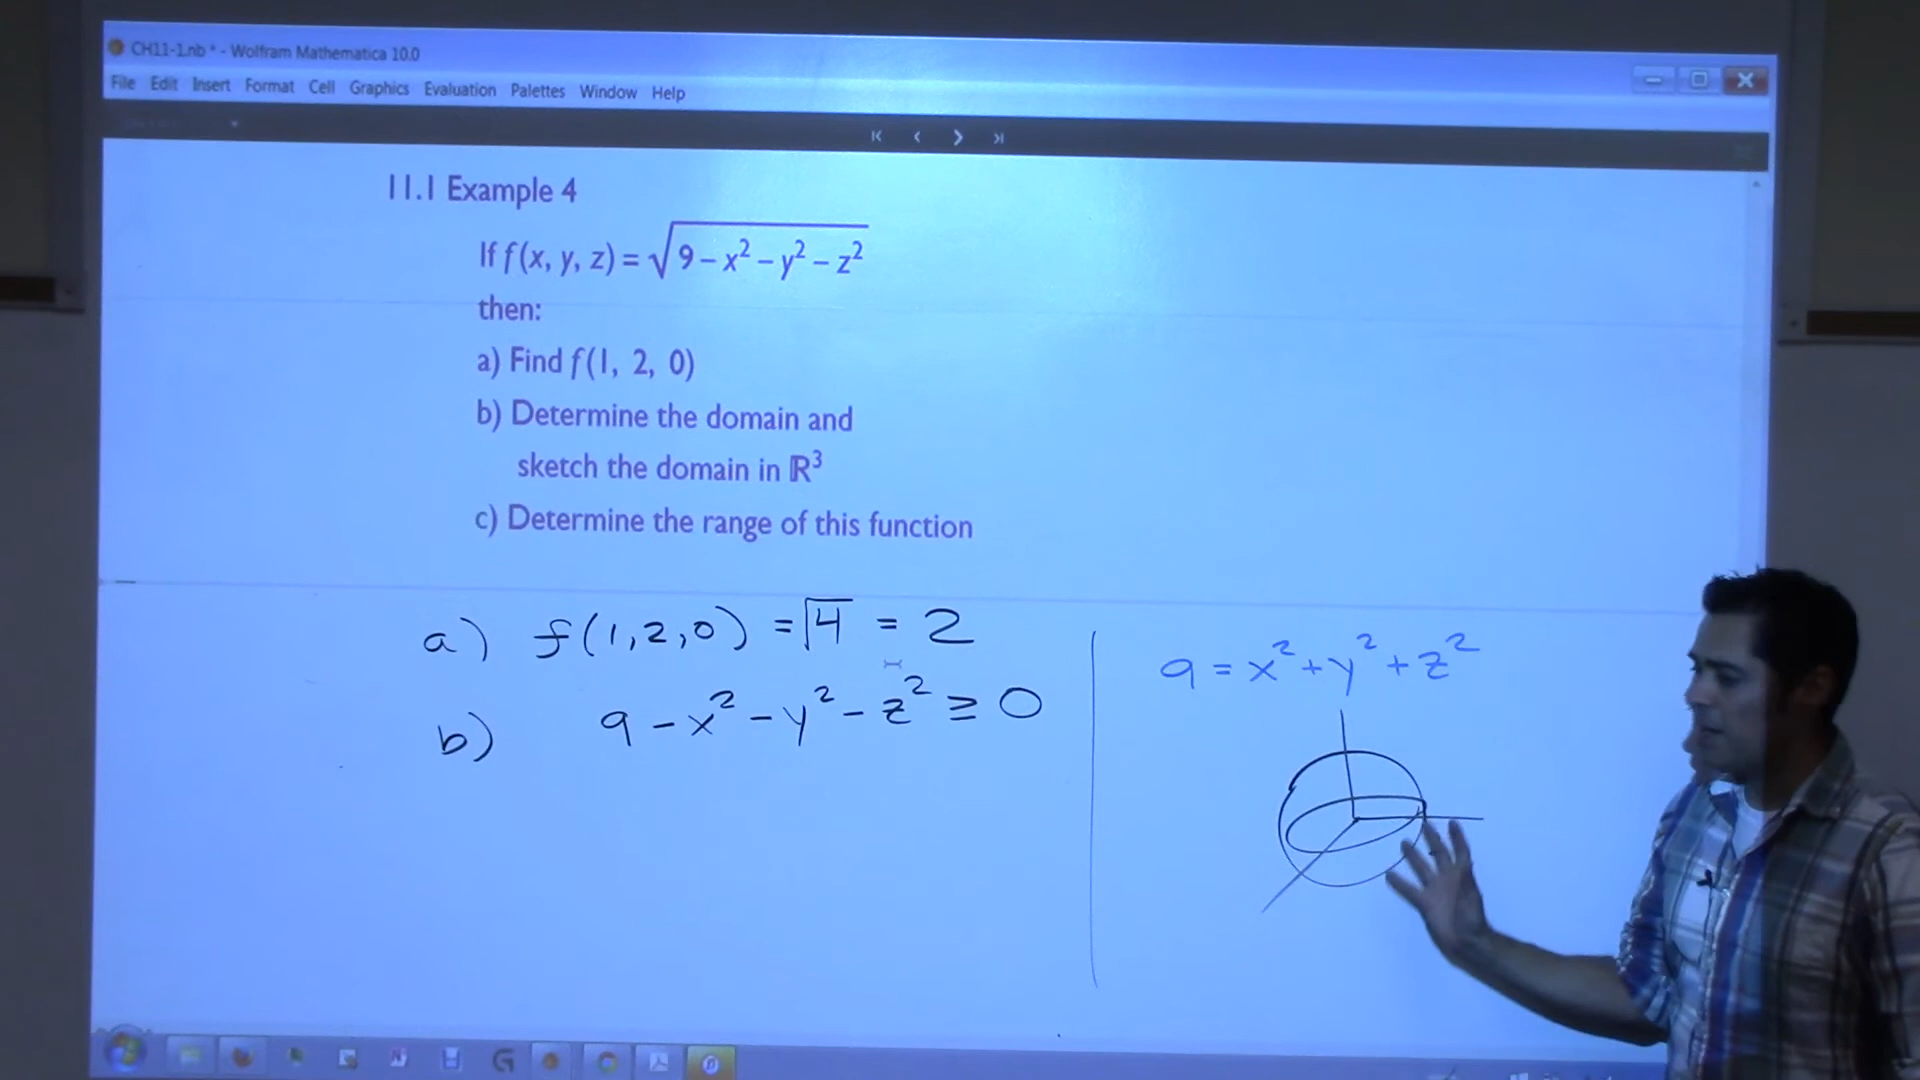 CH11-1.nb * - Wolfram Mathematica 10.0
File Edit Insert Format Cell Graphics Evaluation Palettes Window Help
11.1 Example 4
If f(x, y, z) = √(9 – x² – y² – z²)
then:
a) Find f(1, 2, 0)
b) Determine the domain and
sketch the domain in ℝ³
c) Determine the range of this function
a) f(1,2,0) = √4 = 2
b) 9 - x² - y² - z² ≥ 0
9 = x² + y² + z²